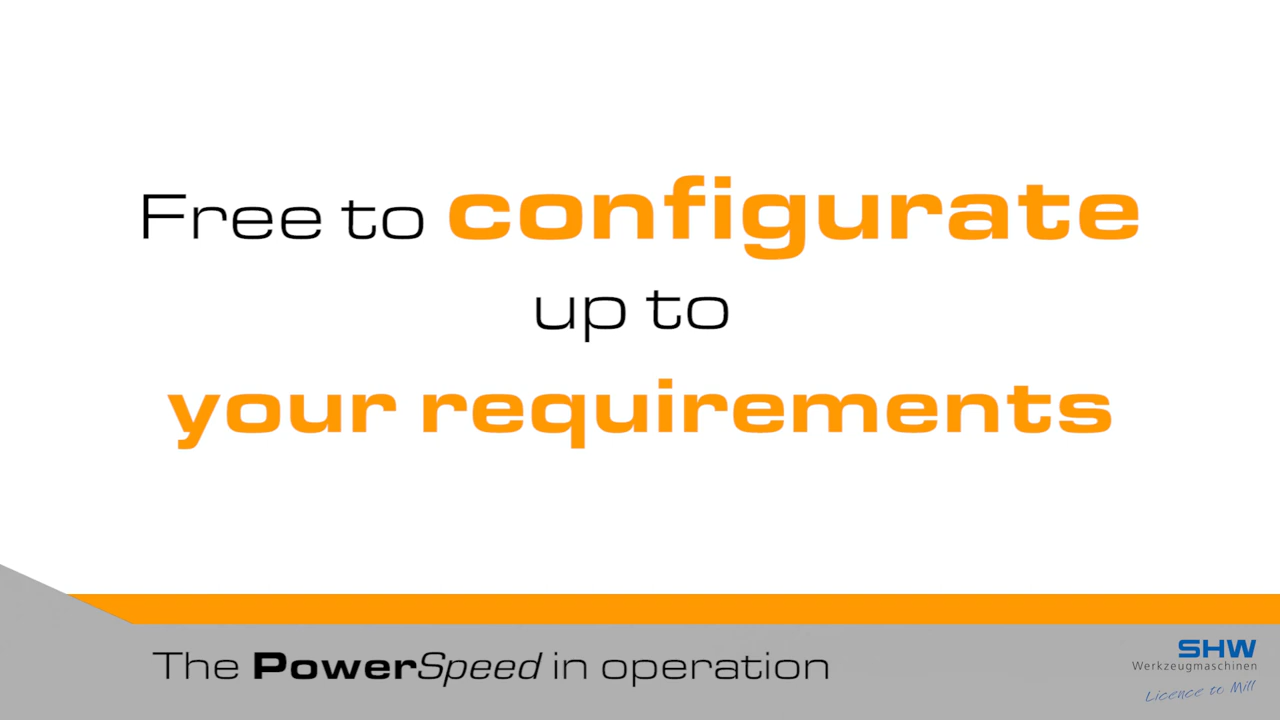 Free to configurate
up to
your requirements
The PowerSpeed in operation
SHW
Werkzeugmaschinen
Licence to Mill